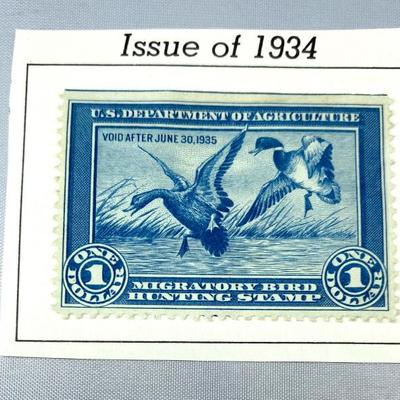 Issue of 1934
U.S. DEPARTMENT OF AGRICULTURE
VOID AFTER JUNE 30, 1935
ONE 1 DOLLAR
MIGRATORY BIRD
HUNTING STAMP
ONE 1 DOLLAR